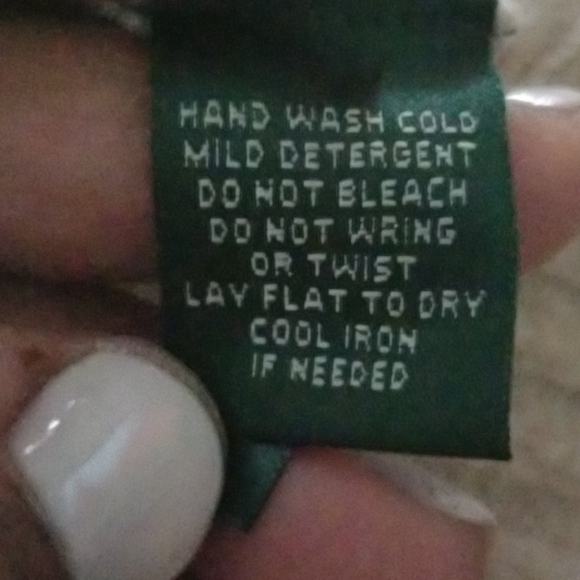 HAND WASH COLD
MILD DETERGENT
DO NOT BLEACH
DO NOT WRING
OR TWIST
LAY FLAT TO DRY
COOL IRON
IF NEEDED